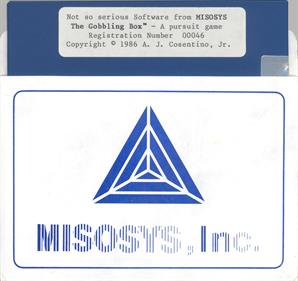 Not so serious Software from MISOSYS
The Gobbling Box™ - A pursuit game
Registration Number 00046
Copyright © 1986 A. J. Cosentino, Jr.
MISOSYS, Inc.